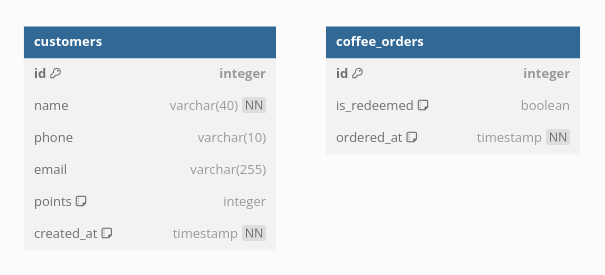 customers
id integer
name varchar(40) NN
phone varchar(10)
email varchar(255)
points integer
created_at timestamp NN
coffee_orders
id integer
is_redeemed boolean
ordered_at timestamp NN